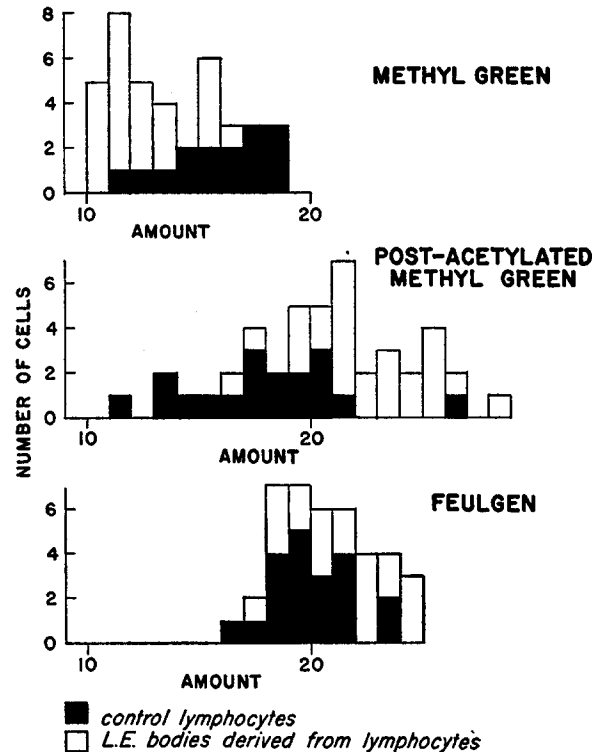 8
6
4
2
0
METHYL GREEN
10
20
AMOUNT
POST-ACETYLATED
METHYL GREEN
6
4
2
0
10
20
AMOUNT
NUMBER OF CELLS
FEULGEN
6
4
2
0
10
20
AMOUNT
control lymphocytes
L.E. bodies derived from lymphocytes